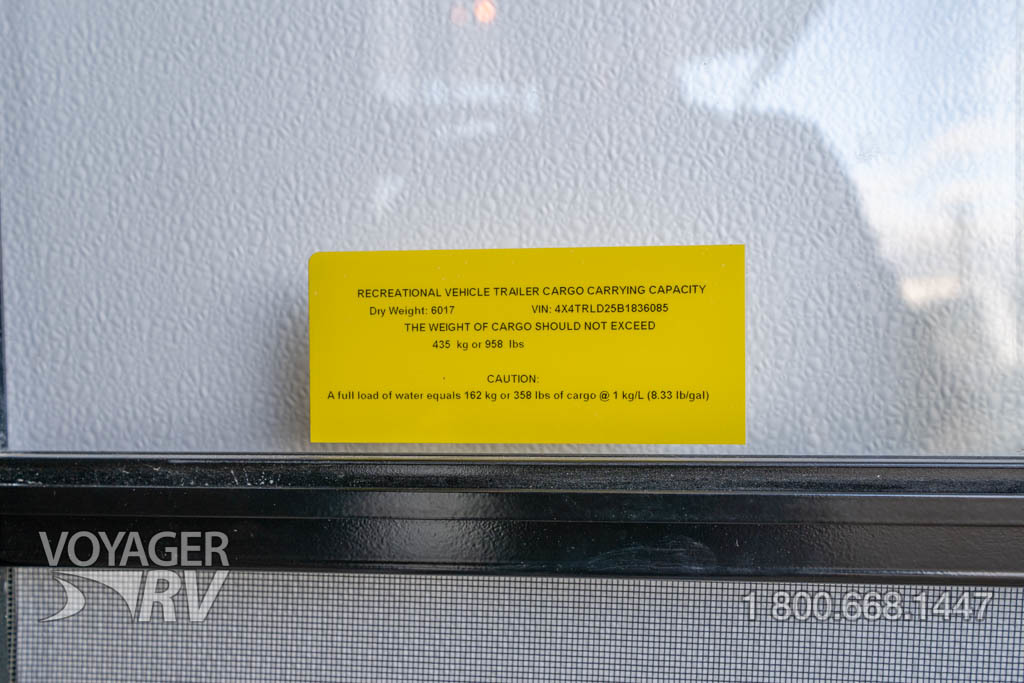 RECREATIONAL VEHICLE TRAILER CARGO CARRYING CAPACITY
Dry Weight: 6017 VIN: 4X4TRLD25B1836085
THE WEIGHT OF CARGO SHOULD NOT EXCEED
435 kg or 958 lbs
CAUTION:
A full load of water equals 162 kg or 358 lbs of cargo @ 1 kg/L (8.33 lb/gal)
VOYAGER
RV
1 800.668.1447